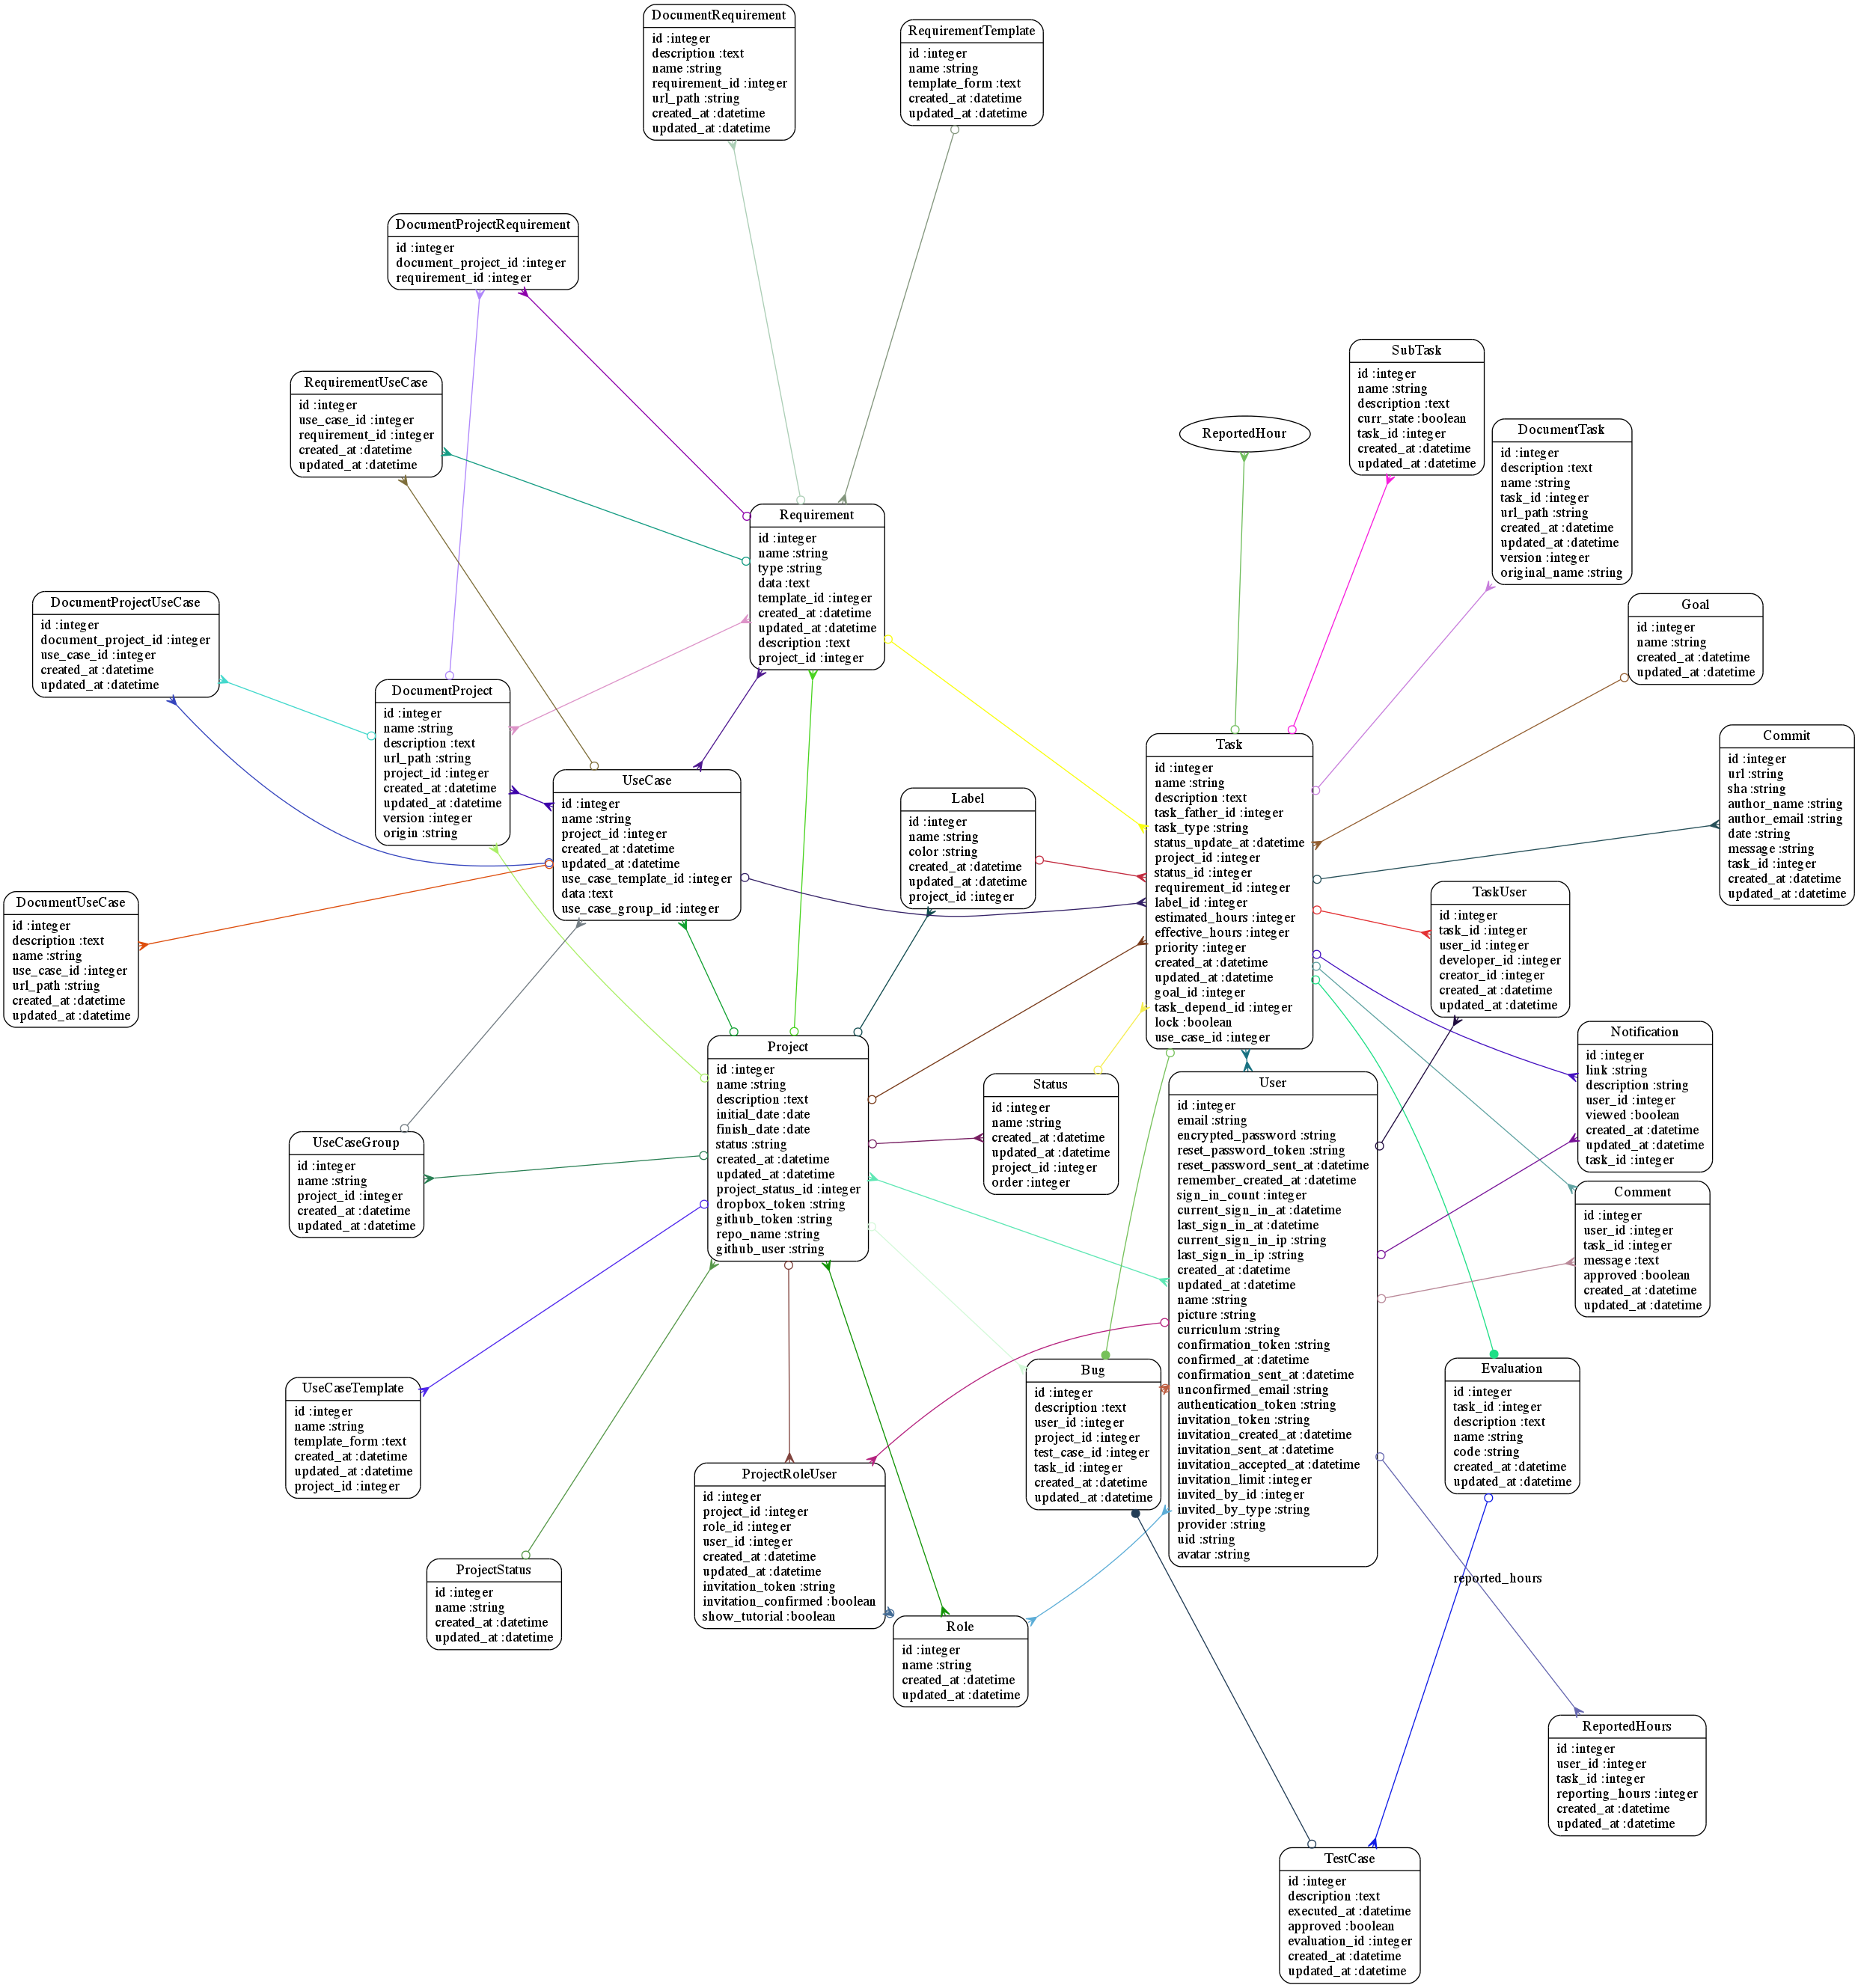 DocumentRequirement
id :integer
description :text
name :string
requirement_id :integer
url_path :string
created_at :datetime
updated_at :datetime
RequirementTemplate
id :integer
name :string
template_form :text
created_at :datetime
updated_at :datetime
DocumentProjectRequirement
id :integer
document_project_id :integer
requirement_id :integer
SubTask
id :integer
name :string
description :text
curr_state :boolean
task_id :integer
created_at :datetime
updated_at :datetime
RequirementUseCase
id :integer
use_case_id :integer
requirement_id :integer
created_at :datetime
updated_at :datetime
ReportedHour
DocumentTask
id :integer
description :text
name :string
task_id :integer
url_path :string
created_at :datetime
updated_at :datetime
version :integer
original_name :string
Requirement
id :integer
name :string
type :string
data :text
template_id :integer
created_at :datetime
updated_at :datetime
description :text
project_id :integer
DocumentProjectUseCase
id :integer
document_project_id :integer
use_case_id :integer
created_at :datetime
updated_at :datetime
Goal
id :integer
name :string
created_at :datetime
updated_at :datetime
DocumentProject
id :integer
name :string
description :text
url_path :string
project_id :integer
created_at :datetime
updated_at :datetime
version :integer
origin :string
Commit
id :integer
url :string
sha :string
author_name :string
author_email :string
date :string
message :string
task_id :integer
created_at :datetime
updated_at :datetime
Task
id :integer
name :string
description :text
task_father_id :integer
task_type :string
status_update_at :datetime
project_id :integer
status_id :integer
requirement_id :integer
label_id :integer
estimated_hours :integer
effective_hours :integer
priority :integer
created_at :datetime
updated_at :datetime
goal_id :integer
task_depend_id :integer
lock :boolean
use_case_id :integer
UseCase
id :integer
name :string
project_id :integer
created_at :datetime
updated_at :datetime
use_case_template_id :integer
data :text
use_case_group_id :integer
Label
id :integer
name :string
color :string
created_at :datetime
updated_at :datetime
project_id :integer
DocumentUseCase
id :integer
description :text
name :string
use_case_id :integer
url_path :string
created_at :datetime
updated_at :datetime
TaskUser
id :integer
task_id :integer
user_id :integer
developer_id :integer
creator_id :integer
created_at :datetime
updated_at :datetime
Notification
id :integer
link :string
description :string
user_id :integer
viewed :boolean
created_at :datetime
updated_at :datetime
task_id :integer
Project
id :integer
name :string
description :text
initial_date :date
finish_date :date
status :string
created_at :datetime
updated_at :datetime
project_status_id :integer
dropbox_token :string
github_token :string
repo_name :string
github_user :string
Status
id :integer
name :string
created_at :datetime
updated_at :datetime
project_id :integer
order :integer
User
id :integer
email :string
encrypted_password :string
reset_password_token :string
reset_password_sent_at :datetime
remember_created_at :datetime
sign_in_count :integer
current_sign_in_at :datetime
last_sign_in_at :datetime
current_sign_in_ip :string
last_sign_in_ip :string
created_at :datetime
updated_at :datetime
name :string
picture :string
curriculum :string
confirmation_token :string
confirmed_at :datetime
confirmation_sent_at :datetime
unconfirmed_email :string
authentication_token :string
invitation_token :string
invitation_created_at :datetime
invitation_sent_at :datetime
invitation_accepted_at :datetime
invitation_limit :integer
invited_by_id :integer
invited_by_type :string
provider :string
uid :string
avatar :string
UseCaseGroup
id :integer
name :string
project_id :integer
created_at :datetime
updated_at :datetime
Comment
id :integer
user_id :integer
task_id :integer
message :text
approved :boolean
created_at :datetime
updated_at :datetime
UseCaseTemplate
id :integer
name :string
template_form :text
created_at :datetime
updated_at :datetime
project_id :integer
Bug
id :integer
description :text
user_id :integer
project_id :integer
test_case_id :integer
task_id :integer
created_at :datetime
updated_at :datetime
Evaluation
id :integer
task_id :integer
description :text
name :string
code :string
created_at :datetime
updated_at :datetime
ProjectRoleUser
id :integer
project_id :integer
role_id :integer
user_id :integer
created_at :datetime
updated_at :datetime
invitation_token :string
invitation_confirmed :boolean
show_tutorial :boolean
ProjectStatus
id :integer
name :string
created_at :datetime
updated_at :datetime
reported_hours
Role
id :integer
name :string
created_at :datetime
updated_at :datetime
ReportedHours
id :integer
user_id :integer
task_id :integer
reporting_hours :integer
created_at :datetime
updated_at :datetime
TestCase
id :integer
description :text
executed_at :datetime
approved :boolean
evaluation_id :integer
created_at :datetime
updated_at :datetime